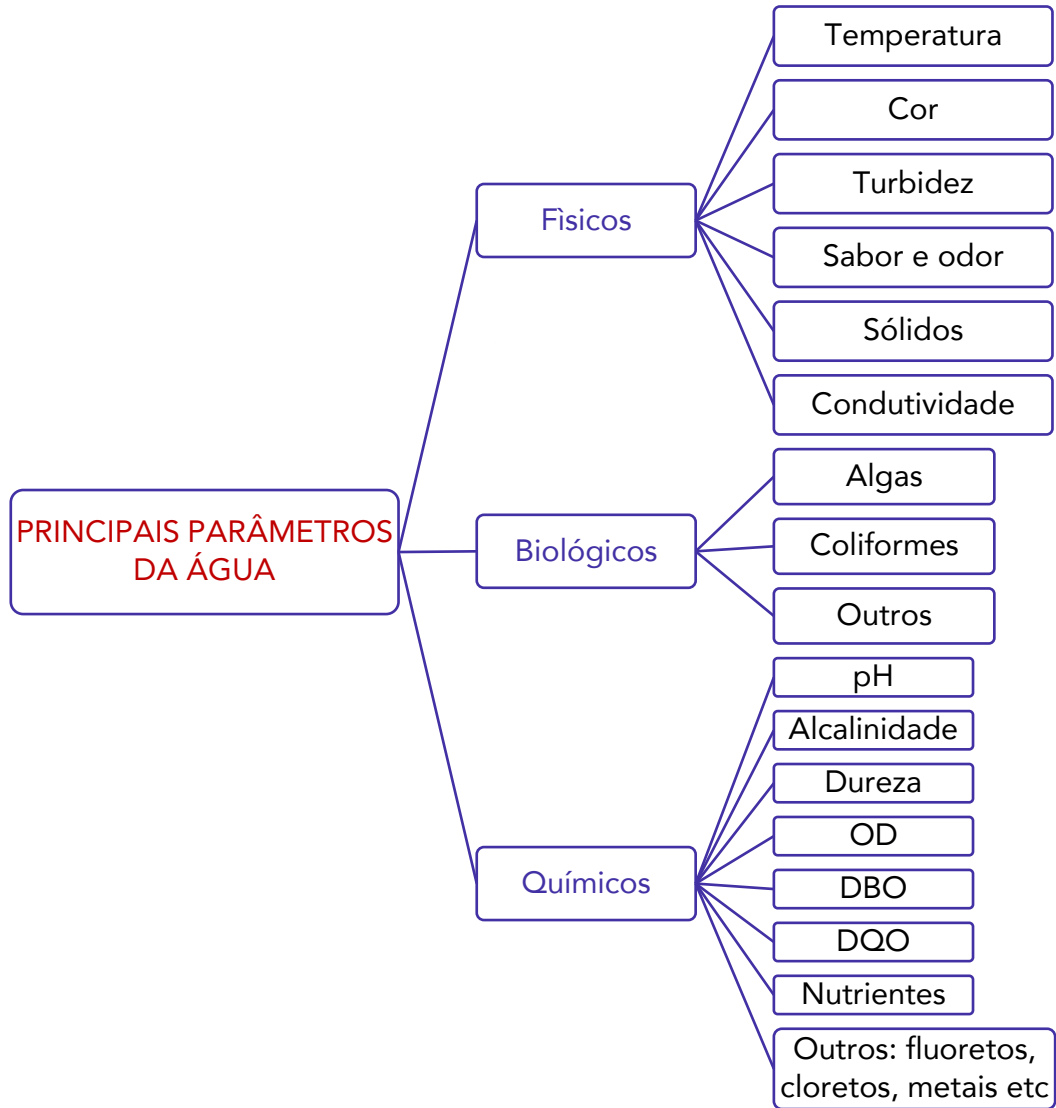 PRINCIPAIS PARÂMETROS
DA ÁGUA
Fìsicos
Temperatura
Cor
Turbidez
Sabor e odor
Sólidos
Condutividade
Biológicos
Algas
Coliformes
Outros
Químicos
pH
Alcalinidade
Dureza
OD
DBO
DQO
Nutrientes
Outros: fluoretos,
cloretos, metais etc